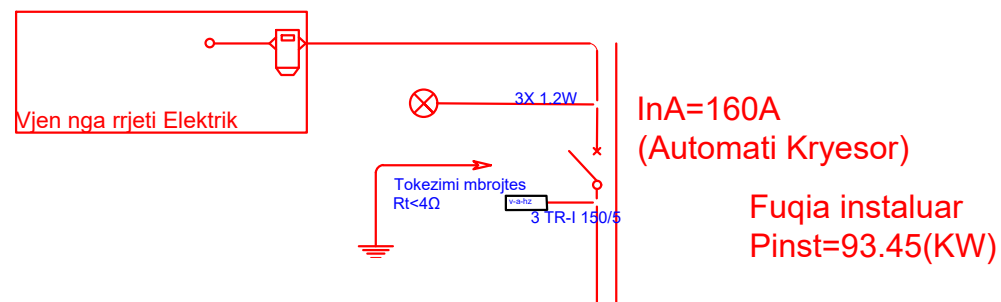 Vjen nga rrjeti Elektrik
3X 1.2W
InA=160A
(Automati Kryesor)
Tokezimi mbrojtes
Rt<4Ω
v-a-hz
3 TR-I 150/5
Fuqia instaluar
Pinst=93.45(KW)